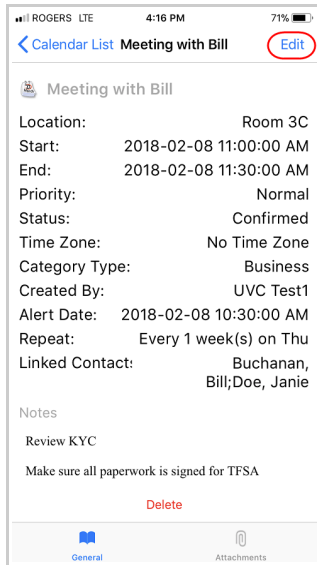 ROGERS LTE 4:16 PM 71%
Calendar List Meeting with Bill Edit
Meeting with Bill
Location: Room 3C
Start: 2018-02-08 11:00:00 AM
End: 2018-02-08 11:30:00 AM
Priority: Normal
Status: Confirmed
Time Zone: No Time Zone
Category Type: Business
Created By: UVC Test1
Alert Date: 2018-02-08 10:30:00 AM
Repeat: Every 1 week(s) on Thu
Linked Contacts: Buchanan,
Bill;Doe, Janie
Notes
Review KYC
Make sure all paperwork is signed for TFSA
Delete
General Attachments